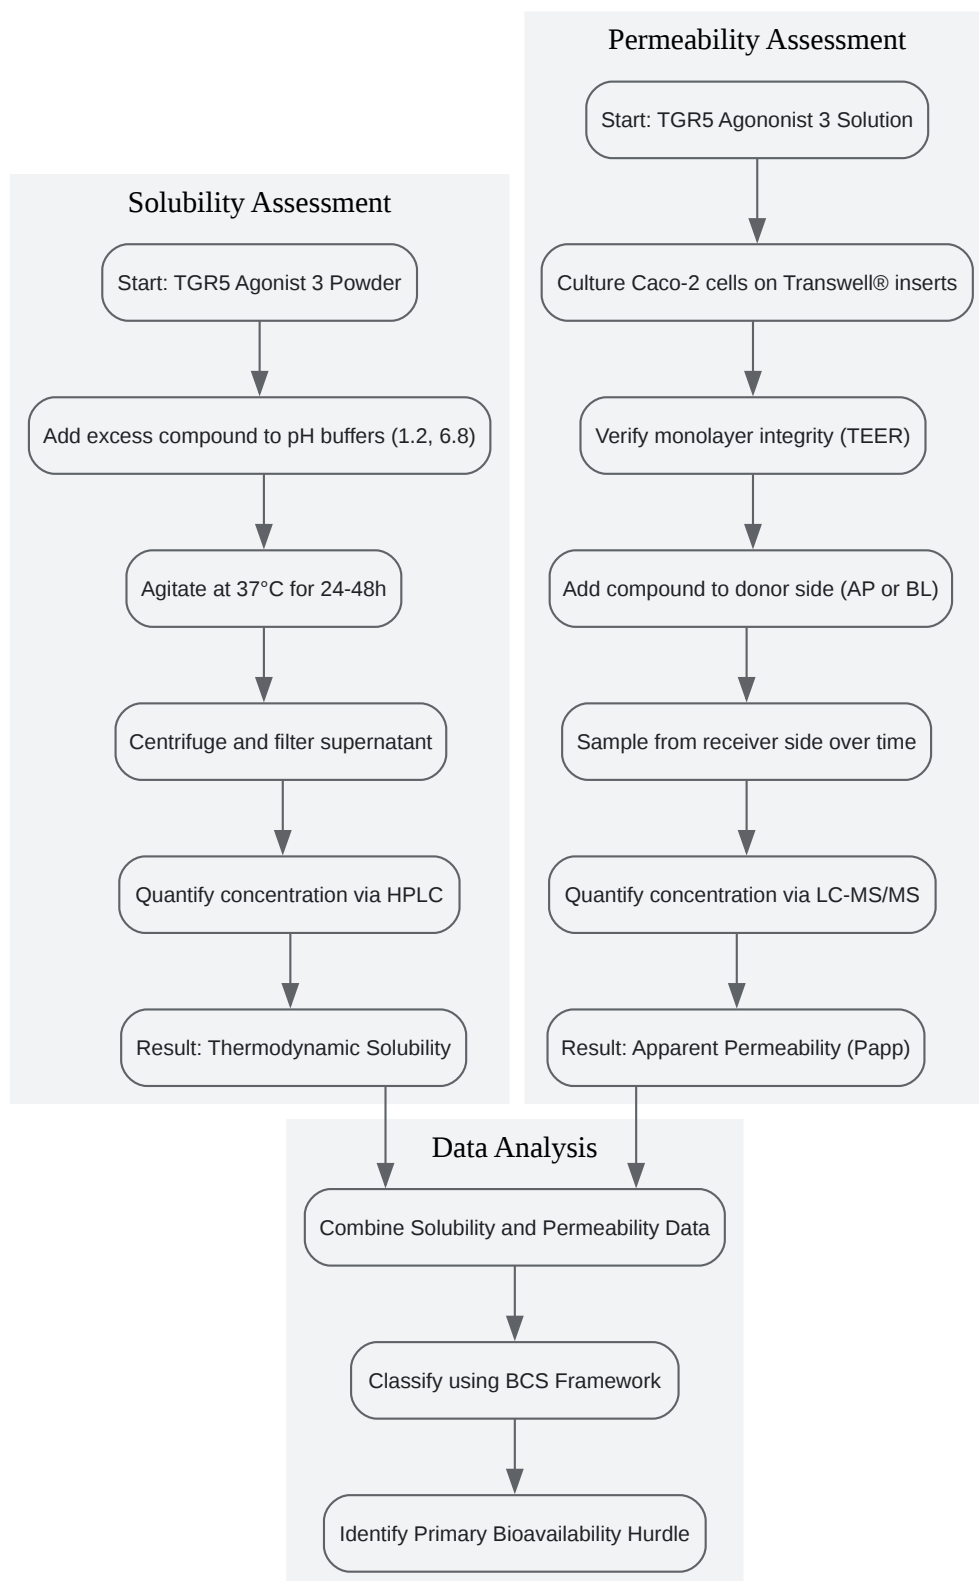 Solubility Assessment
Start: TGR5 Agonist 3 Powder
Add excess compound to pH buffers (1.2, 6.8)
Agitate at 37°C for 24-48h
Centrifuge and filter supernatant
Quantify concentration via HPLC
Result: Thermodynamic Solubility
Permeability Assessment
Start: TGR5 Agononist 3 Solution
Culture Caco-2 cells on Transwell® inserts
Verify monolayer integrity (TEER)
Add compound to donor side (AP or BL)
Sample from receiver side over time
Quantify concentration via LC-MS/MS
Result: Apparent Permeability (Papp)
Data Analysis
Combine Solubility and Permeability Data
Classify using BCS Framework
Identify Primary Bioavailability Hurdle